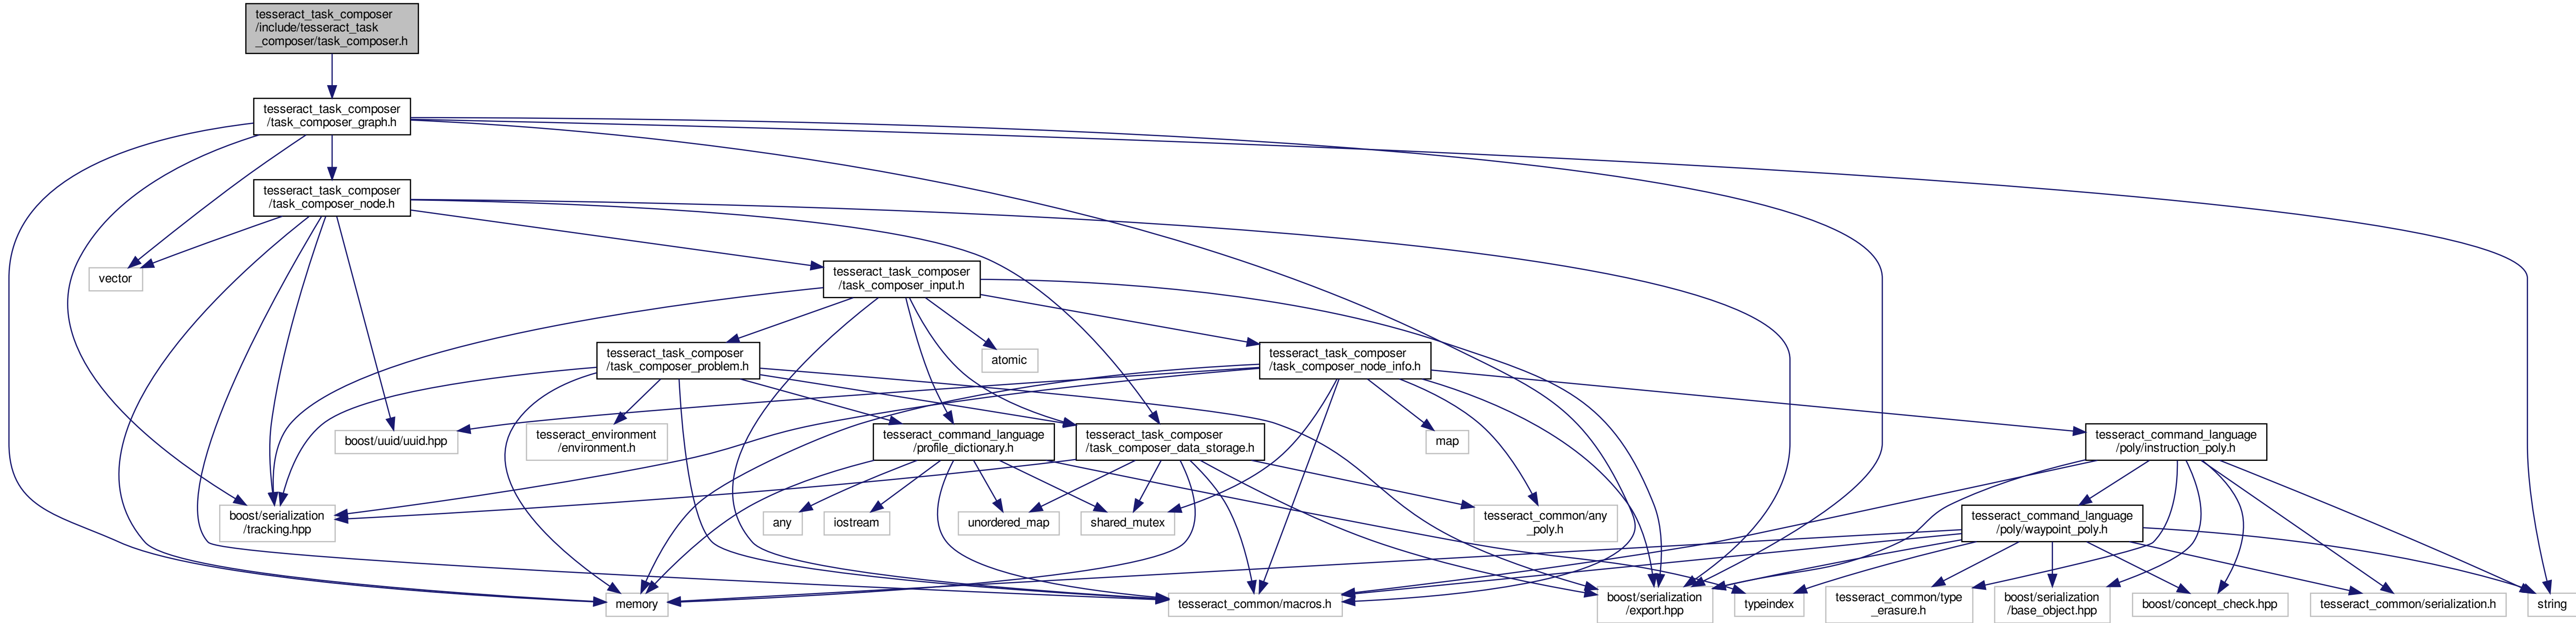 tesseract_task_composer
/include/tesseract_task
_composer/task_composer.h
tesseract_task_composer
/task_composer_graph.h
tesseract_task_composer
/task_composer_node.h
vector
tesseract_task_composer
/task_composer_input.h
tesseract_task_composer
/task_composer_problem.h
atomic
tesseract_task_composer
/task_composer_node_info.h
boost/uuid/uuid.hpp
tesseract_environment
/environment.h
tesseract_command_language
/profile_dictionary.h
tesseract_task_composer
/task_composer_data_storage.h
map
tesseract_command_language
/poly/instruction_poly.h
boost/serialization
/tracking.hpp
any
iostream
unordered_map
shared_mutex
tesseract_common/any
_poly.h
tesseract_command_language
/poly/waypoint_poly.h
memory
tesseract_common/macros.h
boost/serialization
/export.hpp
typeindex
tesseract_common/type
_erasure.h
boost/serialization
/base_object.hpp
boost/concept_check.hpp
tesseract_common/serialization.h
string